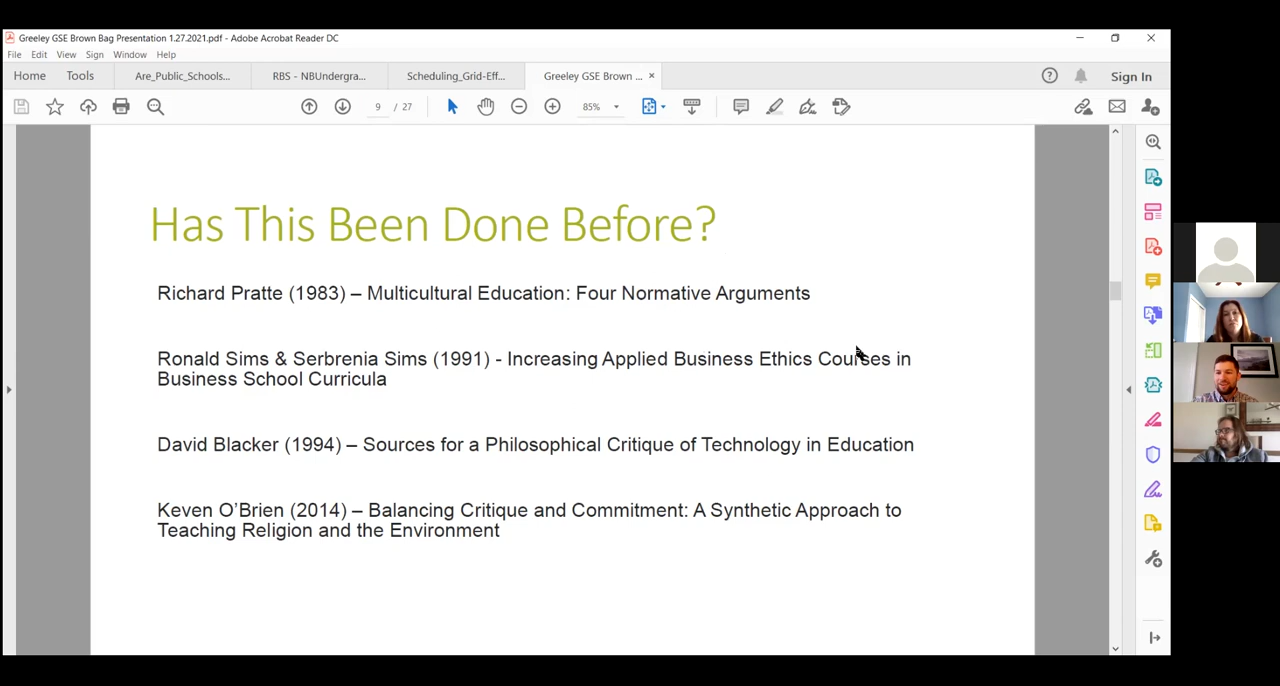 Greeley GSE Brown Bag Presentation 1.27.2021.pdf - Adobe Acrobat Reader DC
File Edit View Sign Window Help
Home Tools Are_Public_Schools... RBS - NBUndergra... Scheduling_Grid-Eff... Greeley GSE Brown ... × Sign In
9 / 27 85%
Has This Been Done Before?
Richard Pratte (1983) – Multicultural Education: Four Normative Arguments
Ronald Sims & Serbrenia Sims (1991) - Increasing Applied Business Ethics Courses in
Business School Curricula
David Blacker (1994) – Sources for a Philosophical Critique of Technology in Education
Keven O’Brien (2014) – Balancing Critique and Commitment: A Synthetic Approach to
Teaching Religion and the Environment